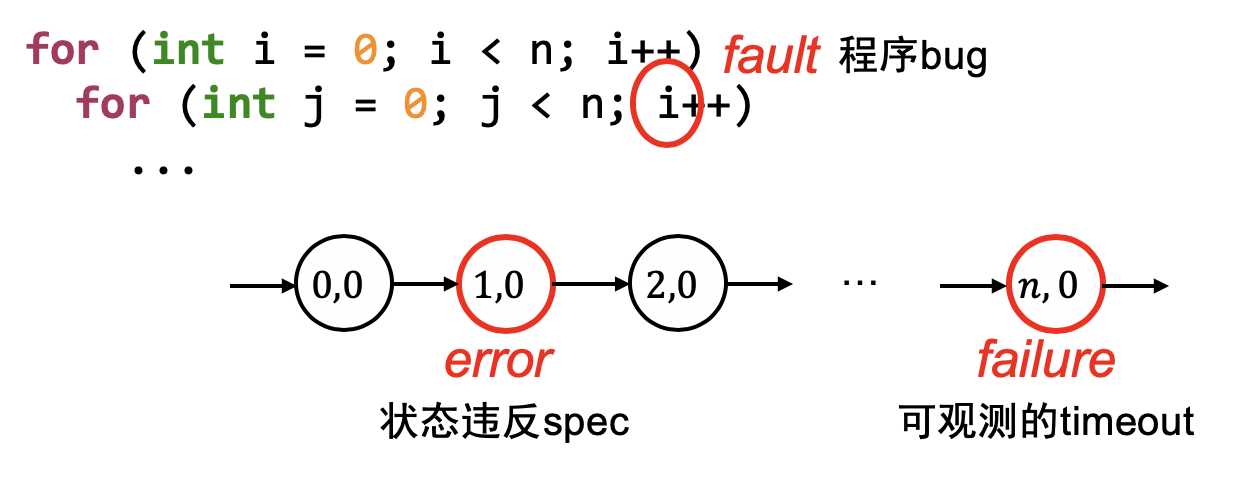 for (int i = 0; i < n; i++) fault 程序bug
for (int j = 0; j < n; i++)
...
0,0 1,0 2,0 ... n, 0
error failure
状态违反spec 可观测的timeout